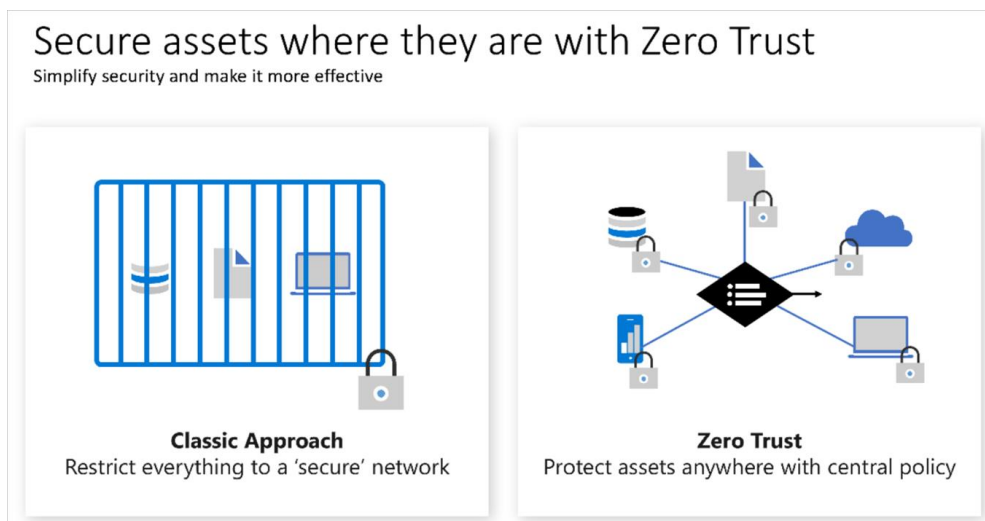 Secure assets where they are with Zero Trust
Simplify security and make it more effective
Classic Approach
Restrict everything to a ‘secure’ network
Zero Trust
Protect assets anywhere with central policy